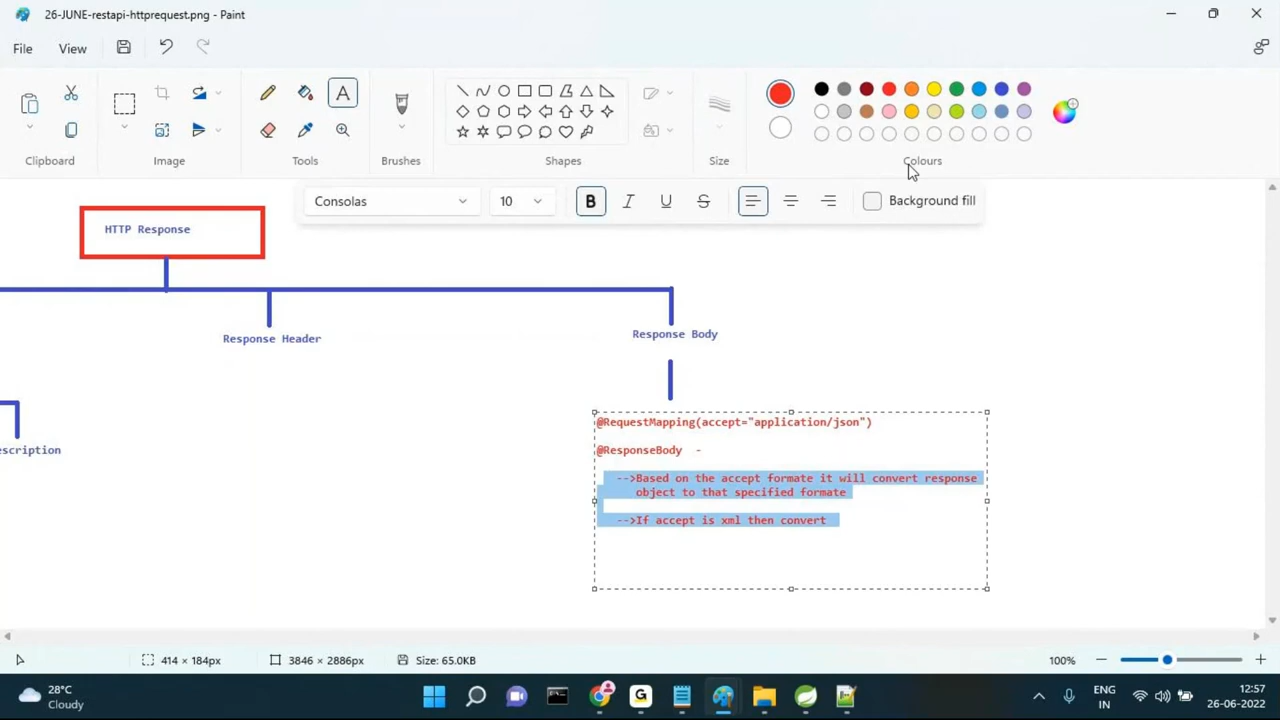 26-JUNE-restapi-httprequest.png - Paint
File View
Clipboard
Image
Tools
Brushes
Shapes
Size
Colours
Consolas
10
B I U S
Background fill
HTTP Response
Response Header
Response Body
escription
@RequestMapping(accept="application/json")
@ResponseBody -
-->Based on the accept formate it will convert response
object to that specified formate
-->If accept is xml then convert
414 × 184px
3846 × 2886px
Size: 65.0KB
100%
28°C
Cloudy
ENG
IN
12:57
26-06-2022